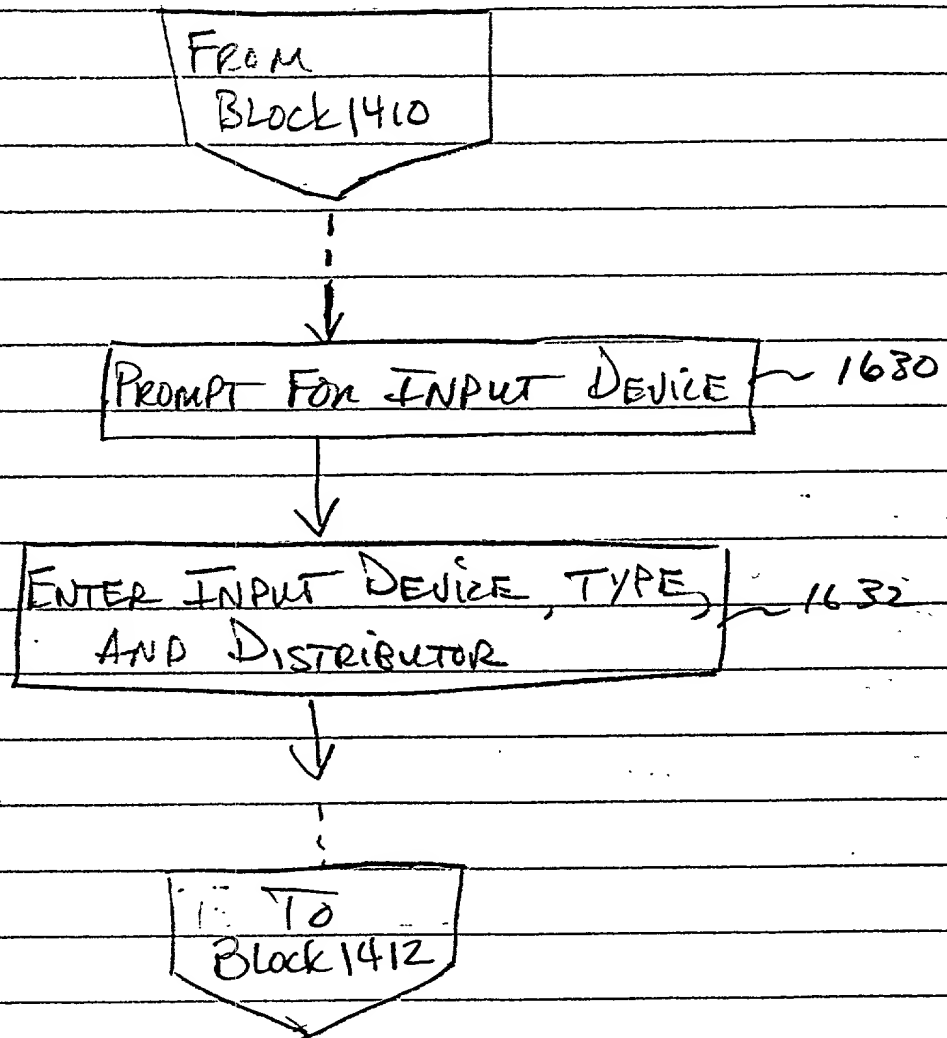 FROM
BLOCK 1410
PROMPT FOR INPUT DEVICE 1630
ENTER INPUT DEVICE, TYPE, 1632
AND DISTRIBUTOR
TO
BLOCK 1412